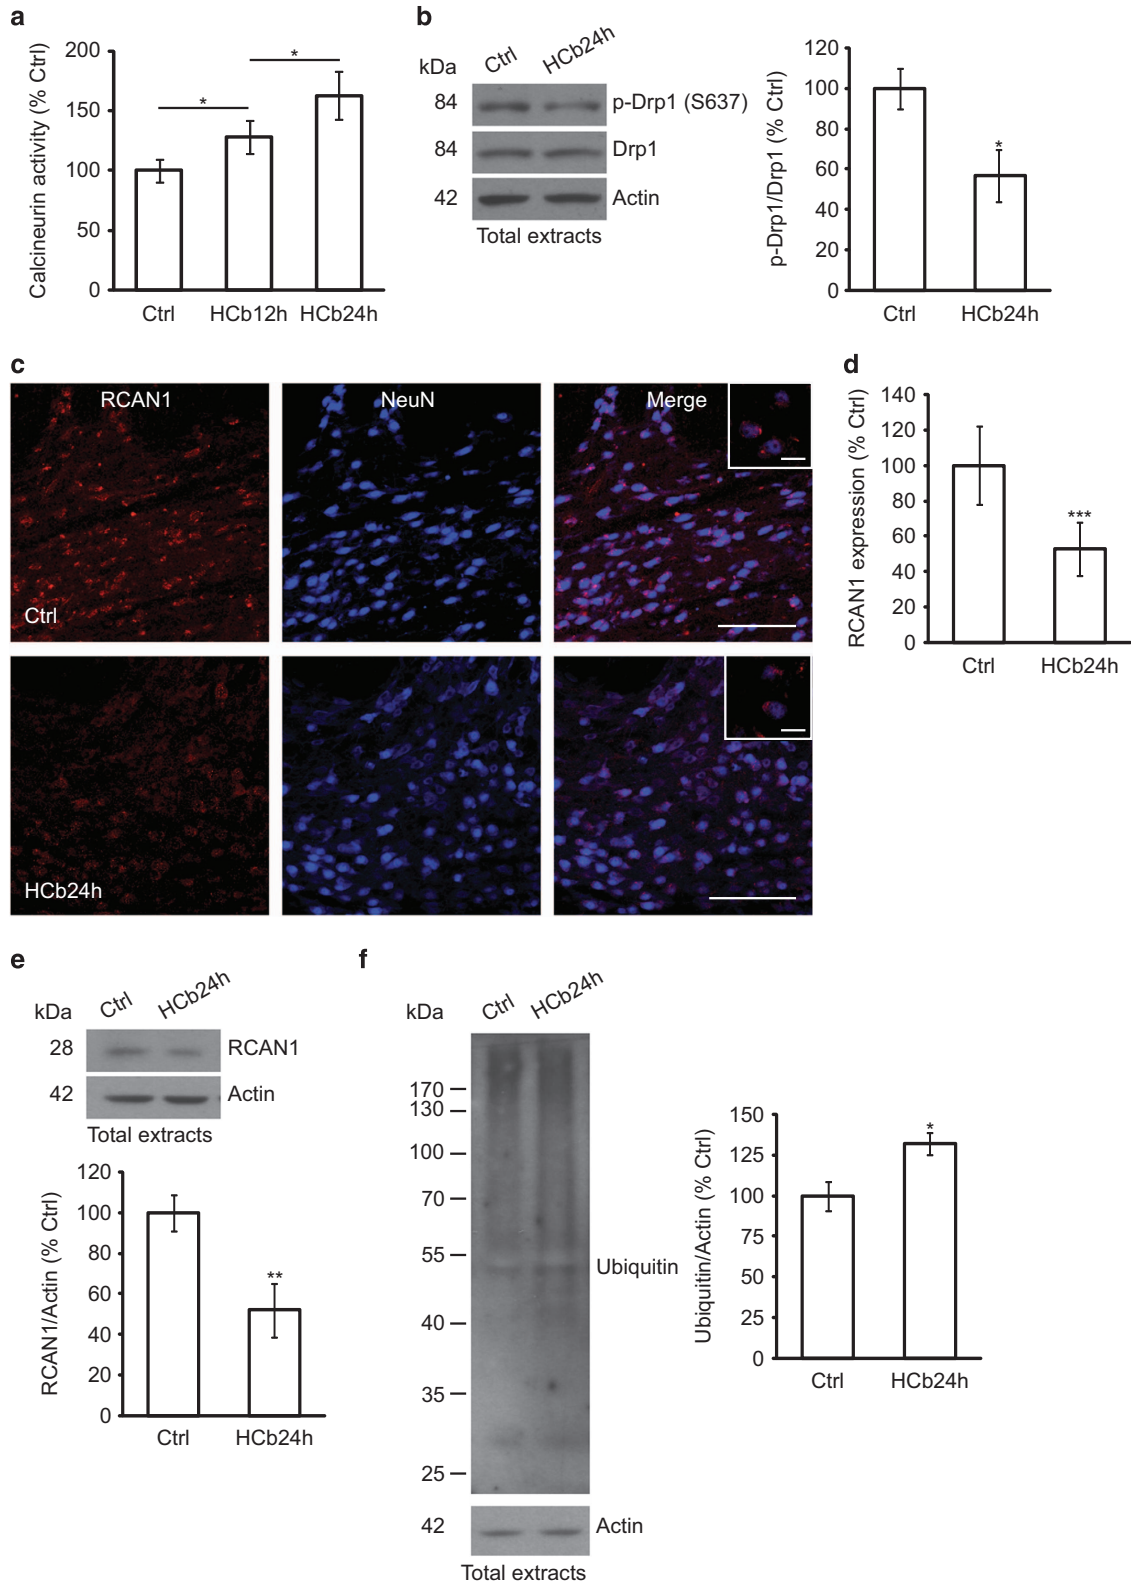 a
Calcineurin activity (% Ctrl)
200
150
100
50
0
*
*
Ctrl HCb12h HCb24h
b
kDa Ctrl HCb24h
84 p-Drp1 (S637)
84 Drp1
42 Actin
Total extracts
p-Drp1/Drp1 (% Ctrl)
120
100
80
60
40
20
0
*
Ctrl HCb24h
c
RCAN1 NeuN Merge
Ctrl
HCb24h
d
RCAN1 expression (% Ctrl)
140
120
100
80
60
40
20
0
***
Ctrl HCb24h
e
kDa Ctrl HCb24h
28 RCAN1
42 Actin
Total extracts
RCAN1/Actin (% Ctrl)
120
100
80
60
40
20
0
**
Ctrl HCb24h
f
kDa Ctrl HCb24h
170
130
100
70
55
Ubiquitin
40
35
25
42 Actin
Total extracts
Ubiquitin/Actin (% Ctrl)
150
125
100
75
50
25
0
*
Ctrl HCb24h